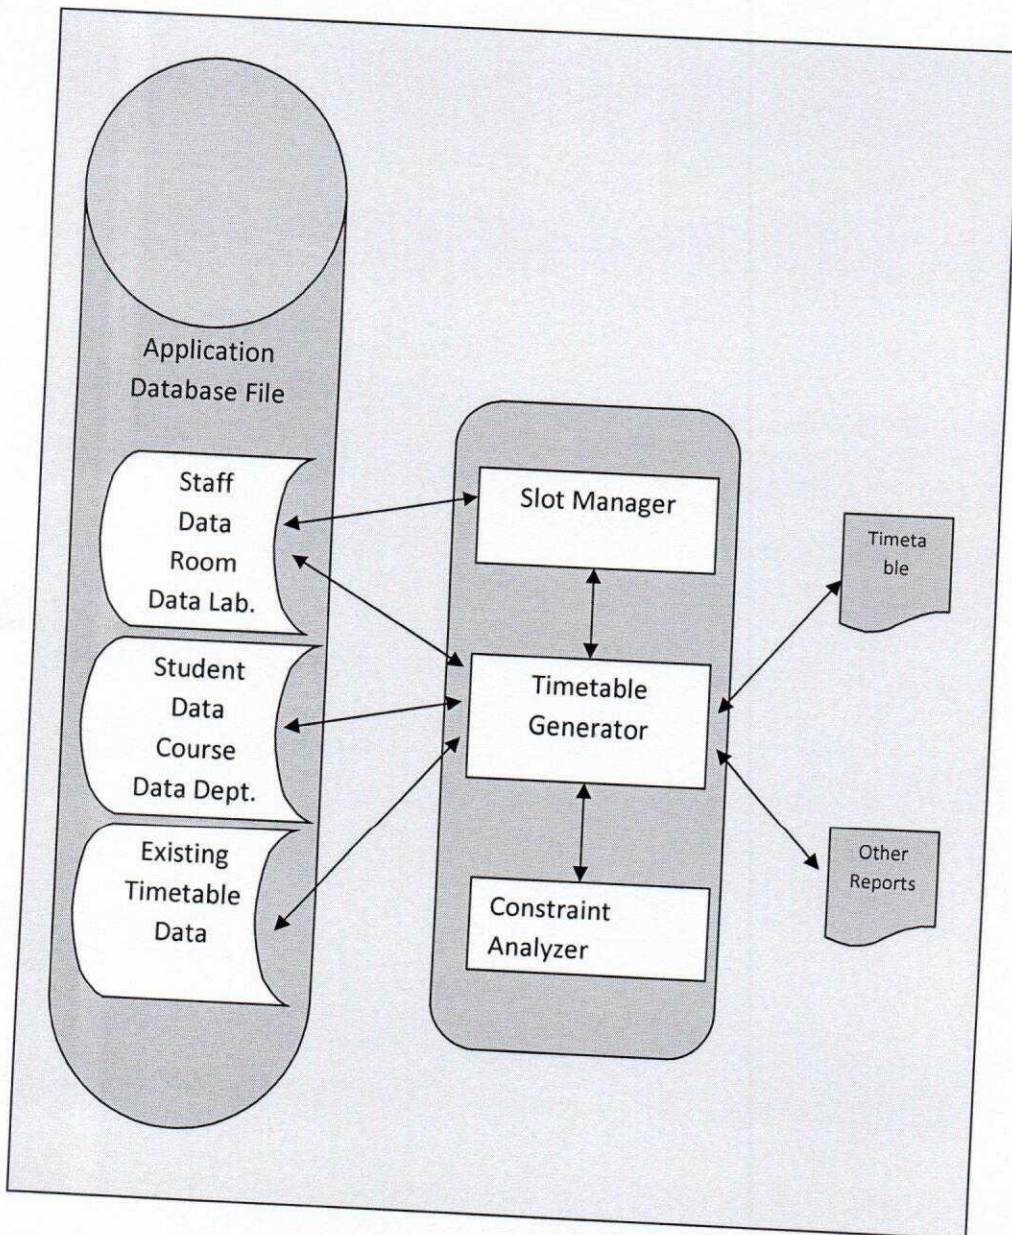 Application
Database File
Staff
Data
Room
Data Lab.
Student
Data
Course
Data Dept.
Existing
Timetable
Data
Slot Manager
Timetable
Generator
Constraint
Analyzer
Timeta
ble
Other
Reports